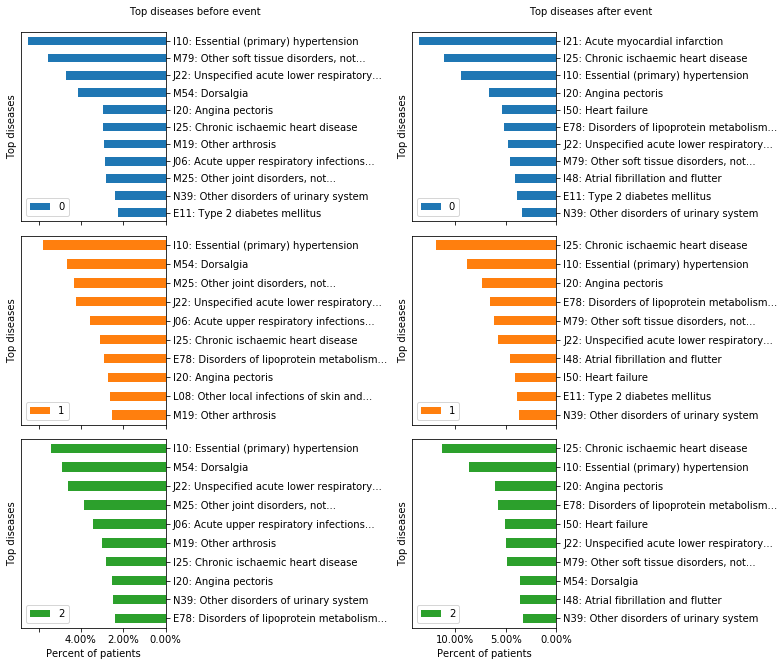 Top diseases before event
Top diseases
I10: Essential (primary) hypertension
M79: Other soft tissue disorders, not...
J22: Unspecified acute lower respiratory...
M54: Dorsalgia
I20: Angina pectoris
I25: Chronic ischaemic heart disease
M19: Other arthrosis
J06: Acute upper respiratory infections...
M25: Other joint disorders, not...
N39: Other disorders of urinary system
E11: Type 2 diabetes mellitus
0
Top diseases
I10: Essential (primary) hypertension
M54: Dorsalgia
M25: Other joint disorders, not...
J22: Unspecified acute lower respiratory...
J06: Acute upper respiratory infections...
I25: Chronic ischaemic heart disease
E78: Disorders of lipoprotein metabolism...
I20: Angina pectoris
L08: Other local infections of skin and...
M19: Other arthrosis
1
Top diseases
I10: Essential (primary) hypertension
M54: Dorsalgia
J22: Unspecified acute lower respiratory...
M25: Other joint disorders, not...
J06: Acute upper respiratory infections...
M19: Other arthrosis
I25: Chronic ischaemic heart disease
I20: Angina pectoris
N39: Other disorders of urinary system
E78: Disorders of lipoprotein metabolism...
2
4.00% 2.00% 0.00%
Percent of patients
Top diseases after event
Top diseases
I21: Acute myocardial infarction
I25: Chronic ischaemic heart disease
I10: Essential (primary) hypertension
I20: Angina pectoris
I50: Heart failure
E78: Disorders of lipoprotein metabolism...
J22: Unspecified acute lower respiratory...
M79: Other soft tissue disorders, not...
I48: Atrial fibrillation and flutter
E11: Type 2 diabetes mellitus
N39: Other disorders of urinary system
0
Top diseases
I25: Chronic ischaemic heart disease
I10: Essential (primary) hypertension
I20: Angina pectoris
E78: Disorders of lipoprotein metabolism...
M79: Other soft tissue disorders, not...
J22: Unspecified acute lower respiratory...
I48: Atrial fibrillation and flutter
I50: Heart failure
E11: Type 2 diabetes mellitus
N39: Other disorders of urinary system
1
Top diseases
I25: Chronic ischaemic heart disease
I10: Essential (primary) hypertension
I20: Angina pectoris
E78: Disorders of lipoprotein metabolism...
I50: Heart failure
J22: Unspecified acute lower respiratory...
M79: Other soft tissue disorders, not...
M54: Dorsalgia
I48: Atrial fibrillation and flutter
N39: Other disorders of urinary system
2
10.00% 5.00% 0.00%
Percent of patients